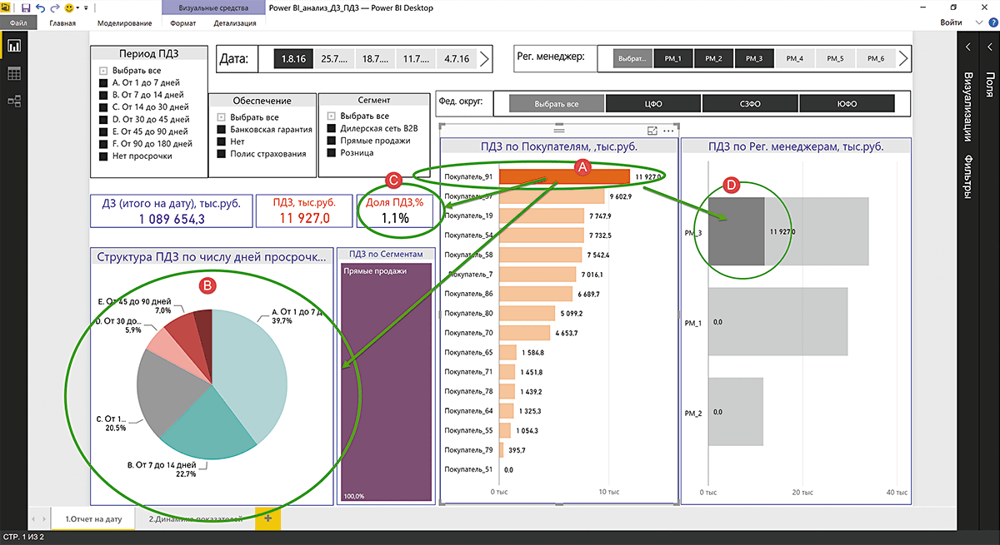 Визуальные средства
Power BI_анализ_ДЗ_ПДЗ — Power BI Desktop
Файл
Главная
Моделирование
Формат
Детализация
Войти
?
Период ПДЗ
Выбрать все
A. От 1 до 7 дней
B. От 7 до 14 дней
C. От 14 до 30 дней
D. От 30 до 45 дней
E. От 45 до 90 дней
F. От 90 до 180 дней
Нет просрочки
Дата:
1.8.16
25.7....
18.7....
11.7....
4.7.16
Рег. менеджер:
Выбрат...
РМ_1
РМ_2
РМ_3
РМ_4
РМ_5
РМ_6
Обеспечение
Выбрать все
Банковская гарантия
Нет
Полис страхования
Сегмент
Выбрать все
Дилерская сеть B2B
Прямые продажи
Розница
Фед. округ:
Выбрать все
ЦФО
СЗФО
ЮФО
Визуализации
Фильтры
Поля
ДЗ (итого на дату), тыс.руб.
1 089 654,3
ПДЗ, тыс.руб.
11 927,0
C
Доля ПДЗ,%
1,1%
Структура ПДЗ по числу дней просрочк...
B
E. От 45 до 90 дней
7,0%
D. От 30 до...
5,9%
A. От 1 до 7 д
39,7%
C. От 1...
20,5%
B. От 7 до 14 дней
22,7%
ПДЗ по Сегментам
Прямые продажи
100,0%
ПДЗ по Покупателям, ,тыс.руб.
A
Покупатель_91
11 927,0
9 602,9
Покупатель_19
7 747,9
Покупатель_54
7 732,5
Покупатель_58
7 542,4
Покупатель_7
7 016,1
Покупатель_86
6 689,7
Покупатель_80
5 099,2
Покупатель_70
4 653,7
Покупатель_65
1 584,8
Покупатель_71
1 451,8
Покупатель_78
1 439,2
Покупатель_64
1 325,3
Покупатель_55
1 054,3
Покупатель_79
395,7
Покупатель_51
0,0
0 тыс
10 тыс
ПДЗ по Рег. менеджерам, тыс.руб.
D
РМ_3
11 927,0
РМ_1
0,0
РМ_2
0,0
0 тыс
20 тыс
40 тыс
1.Отчет на дату
2.Динамика показателей
+
СТР. 1 ИЗ 2